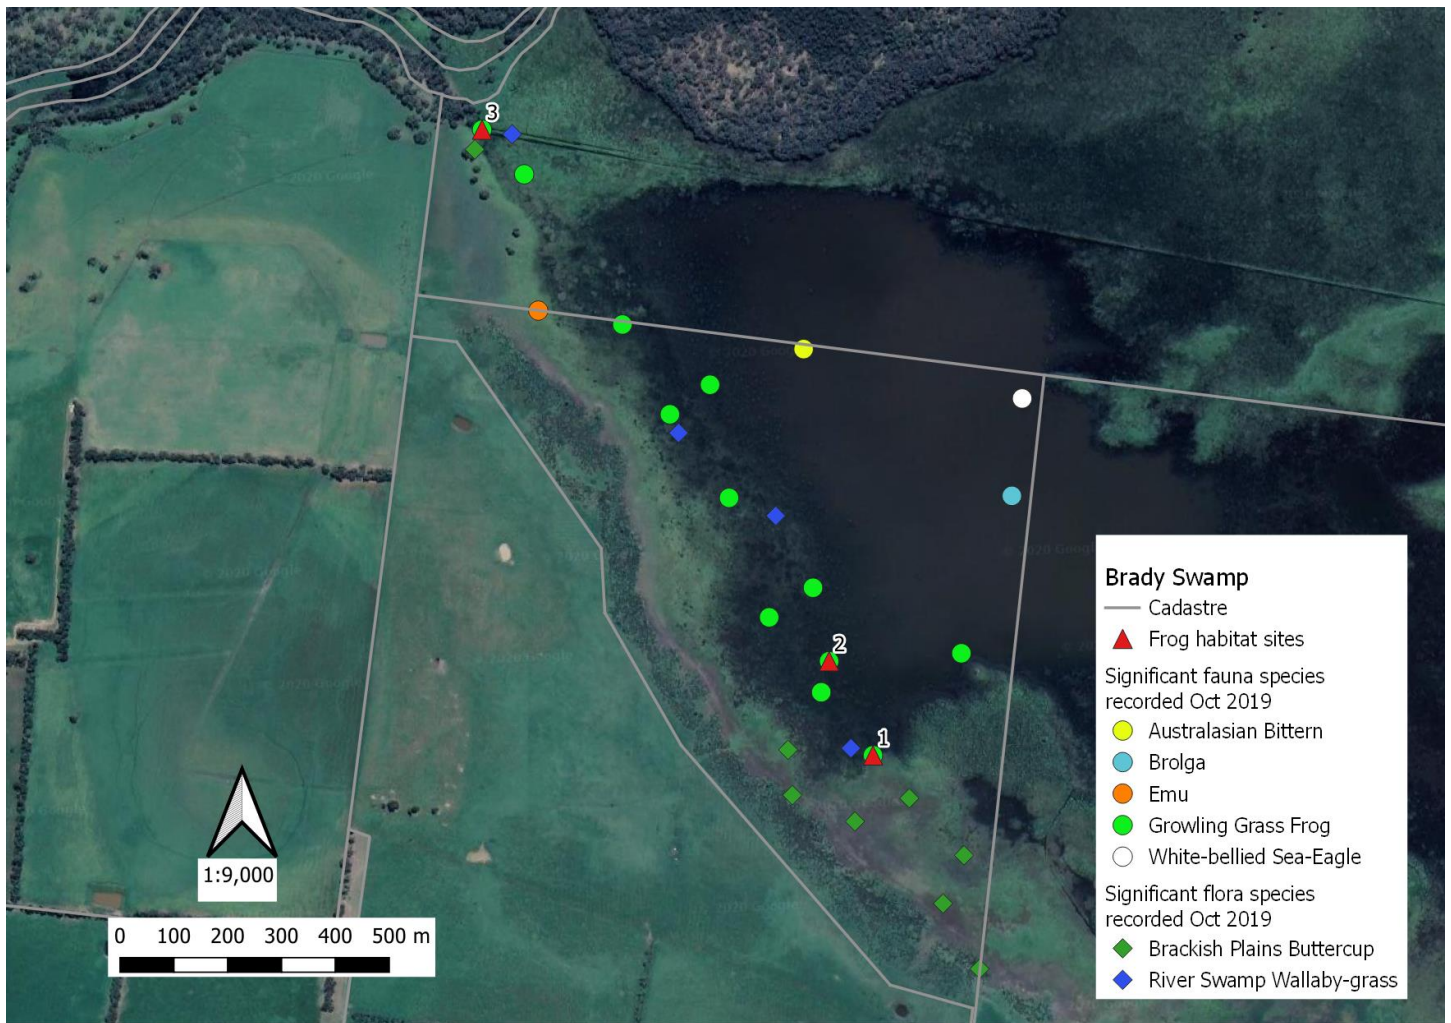 3
© 2020 Google
2
1
Brady Swamp
Cadastre
Frog habitat sites
Significant fauna species
recorded Oct 2019
Australasian Bittern
Brolga
Emu
Growling Grass Frog
White-bellied Sea-Eagle
Significant flora species
recorded Oct 2019
Brackish Plains Buttercup
River Swamp Wallaby-grass
1:9,000
0 100 200 300 400 500 m